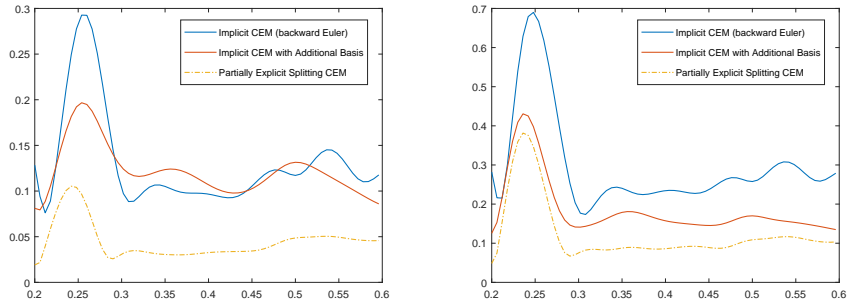 0.3
0.25
0.2
0.15
0.1
0.05
0
0.2 0.25 0.3 0.35 0.4 0.45 0.5 0.55 0.6
Implicit CEM (backward Euler)
Implicit CEM with Additional Basis
Partially Explicit Splitting CEM
0.7
0.6
0.5
0.4
0.3
0.2
0.1
0
0.2 0.25 0.3 0.35 0.4 0.45 0.5 0.55 0.6
Implicit CEM (backward Euler)
Implicit CEM with Additional Basis
Partially Explicit Splitting CEM